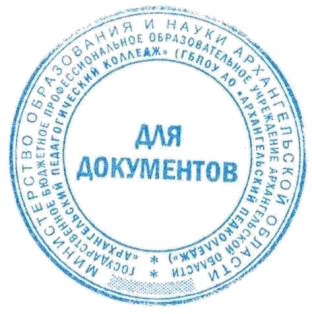 МИНИСТЕРСТВО ОБРАЗОВАНИЯ И НАУКИ АРХАНГЕЛЬСКОЙ ОБЛАСТИ
ГОСУДАРСТВЕННОЕ БЮДЖЕТНОЕ ПРОФЕССИОНАЛЬНОЕ ОБРАЗОВАТЕЛЬНОЕ УЧРЕЖДЕНИЕ АРХАНГЕЛЬСКОЙ ОБЛАСТИ
«АРХАНГЕЛЬСКИЙ ПЕДАГОГИЧЕСКИЙ КОЛЛЕДЖ» (ГБПОУ АО «АРХАНГЕЛЬСКИЙ ПЕДКОЛЛЕДЖ»)
ДЛЯ
ДОКУМЕНТОВ